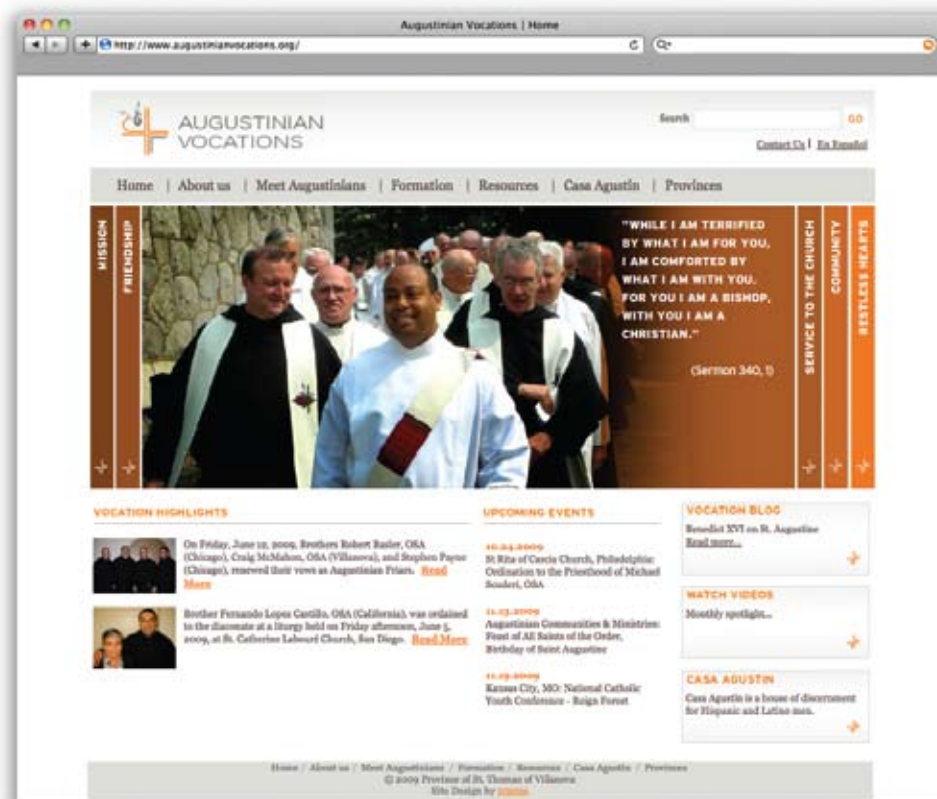 Augustinian Vocations | Home
http://www.augustinianvocations.org/
AUGUSTINIAN
VOCATIONS
Search
GO
Contact Us | En Español
Home | About us | Meet Augustinians | Formation | Resources | Casa Agustín | Provinces
MISSION
FRIENDSHIP
"WHILE I AM TERRIFIED
BY WHAT I AM FOR YOU,
I AM COMFORTED BY
WHAT I AM WITH YOU.
FOR YOU I AM A BISHOP,
WITH YOU I AM A
CHRISTIAN."
(Sermon 340, 1)
SERVICE TO THE CHURCH
COMMUNITY
RESTLESS HEARTS
VOCATION HIGHLIGHTS
On Friday, June 12, 2009, Brothers Robert Basler, OSA
(Chicago), Craig McMahon, OSA (Villanova), and Stephen Payne
(Chicago), renewed their vows as Augustinian Friars. Read
More
Brother Fernando Lopez Castillo, OSA (California), was ordained
to the diaconate at a liturgy held on Friday afternoon, June 5,
2009, at St. Catherine Labouré Church, San Diego. Read More
UPCOMING EVENTS
10.24.2009
St Rita of Cascia Church, Philadelphia:
Ordination to the Priesthood of Michael
Scuderi, OSA
11.13.2009
Augustinian Communities & Ministries:
Feast of All Saints of the Order,
Birthday of Saint Augustine
11.19.2009
Kansas City, MO: National Catholic
Youth Conference - Reign Forest
VOCATION BLOG
Benedict XVI on St. Augustine
Read more...
WATCH VIDEOS
Monthly spotlight...
CASA AGUSTIN
Casa Agustín is a house of discernment
for Hispanic and Latino men.
Home / About us / Meet Augustinians / Formation / Resources / Casa Agustín / Provinces
© 2009 Province of St. Thomas of Villanova
Site Design by